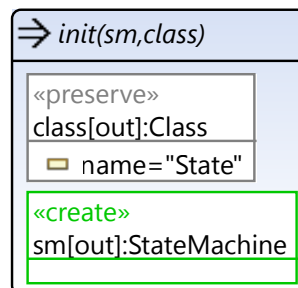 init(sm,class)
«preserve»
class[out]:Class
name="State"
«create»
sm[out]:StateMachine